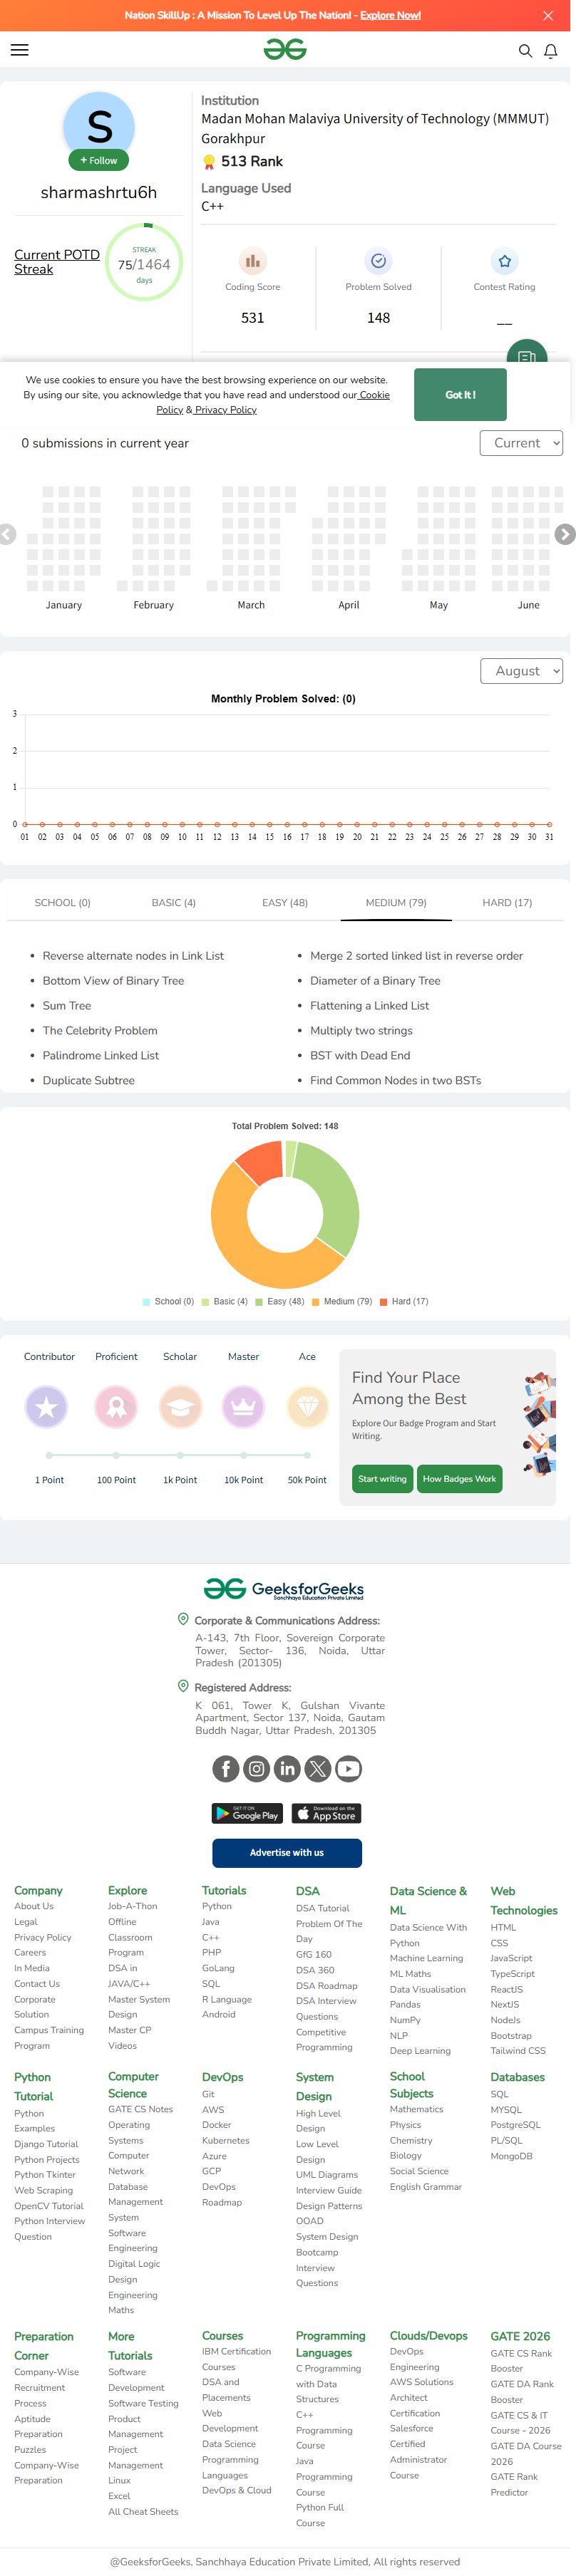 Nation SkillUp : A Mission To Level Up The Nation! - Explore Now!
S
+ Follow
sharmashrtu6h
Current POTD
Streak
STREAK
75/1464
days
Institution
Madan Mohan Malaviya University of Technology (MMMUT)
Gorakhpur
513 Rank
Language Used
C++
Coding Score
531
Problem Solved
148
Contest Rating
__
We use cookies to ensure you have the best browsing experience on our website.
By using our site, you acknowledge that you have read and understood our Cookie
Policy & Privacy Policy
Got It !
0 submissions in current year
Current
January February March April May June
August
Monthly Problem Solved: (0)
3
2
1
0
01 02 03 04 05 06 07 08 09 10 11 12 13 14 15 16 17 18 19 20 21 22 23 24 25 26 27 28 29 30 31
SCHOOL (0) BASIC (4) EASY (48) MEDIUM (79) HARD (17)
Reverse alternate nodes in Link List
Merge 2 sorted linked list in reverse order
Bottom View of Binary Tree
Diameter of a Binary Tree
Sum Tree
Flattening a Linked List
The Celebrity Problem
Multiply two strings
Palindrome Linked List
BST with Dead End
Duplicate Subtree
Find Common Nodes in two BSTs
Total Problem Solved: 148
School (0) Basic (4) Easy (48) Medium (79) Hard (17)
Contributor Proficient Scholar Master Ace
1 Point 100 Point 1k Point 10k Point 50k Point
Find Your Place
Among the Best
Explore Our Badge Program and Start
Writing.
Start writing
How Badges Work
GeeksforGeeks
Sanchhaya Education Private Limited
Corporate & Communications Address:
A-143, 7th Floor, Sovereign Corporate
Tower, Sector- 136, Noida, Uttar
Pradesh (201305)
Registered Address:
K 061, Tower K, Gulshan Vivante
Apartment, Sector 137, Noida, Gautam
Buddh Nagar, Uttar Pradesh, 201305
GET IT ON
Google Play
Download on the
App Store
Advertise with us
Company
About Us
Legal
Privacy Policy
Careers
In Media
Contact Us
Corporate
Solution
Campus Training
Program
Explore
Job-A-Thon
Offline
Classroom
Program
DSA in
JAVA/C++
Master System
Design
Master CP
Videos
Tutorials
Python
Java
C++
PHP
GoLang
SQL
R Language
Android
DSA
DSA Tutorial
Problem Of The
Day
GfG 160
DSA 360
DSA Roadmap
DSA Interview
Questions
Competitive
Programming
Data Science &
ML
Data Science With
Python
Machine Learning
ML Maths
Data Visualisation
Pandas
NumPy
NLP
Deep Learning
Web
Technologies
HTML
CSS
JavaScript
TypeScript
ReactJS
NextJS
NodeJs
Bootstrap
Tailwind CSS
Python
Tutorial
Python
Examples
Django Tutorial
Python Projects
Python Tkinter
Web Scraping
OpenCV Tutorial
Python Interview
Question
Computer
Science
GATE CS Notes
Operating
Systems
Computer
Network
Database
Management
System
Software
Engineering
Digital Logic
Design
Engineering
Maths
DevOps
Git
AWS
Docker
Kubernetes
Azure
GCP
DevOps
Roadmap
System
Design
High Level
Design
Low Level
Design
UML Diagrams
Interview Guide
Design Patterns
OOAD
System Design
Bootcamp
Interview
Questions
School
Subjects
Mathematics
Physics
Chemistry
Biology
Social Science
English Grammar
Databases
SQL
MYSQL
PostgreSQL
PL/SQL
MongoDB
Preparation
Corner
Company-Wise
Recruitment
Process
Aptitude
Preparation
Puzzles
Company-Wise
Preparation
More
Tutorials
Software
Development
Software Testing
Product
Management
Project
Management
Linux
Excel
All Cheat Sheets
Courses
IBM Certification
Courses
DSA and
Placements
Web
Development
Data Science
Programming
Languages
DevOps & Cloud
Programming
Languages
C Programming
with Data
Structures
C++
Programming
Course
Java
Programming
Course
Python Full
Course
Clouds/Devops
DevOps
Engineering
AWS Solutions
Architect
Certification
Salesforce
Certified
Administrator
Course
GATE 2026
GATE CS Rank
Booster
GATE DA Rank
Booster
GATE CS & IT
Course - 2026
GATE DA Course
2026
GATE Rank
Predictor
@GeeksforGeeks, Sanchhaya Education Private Limited, All rights reserved